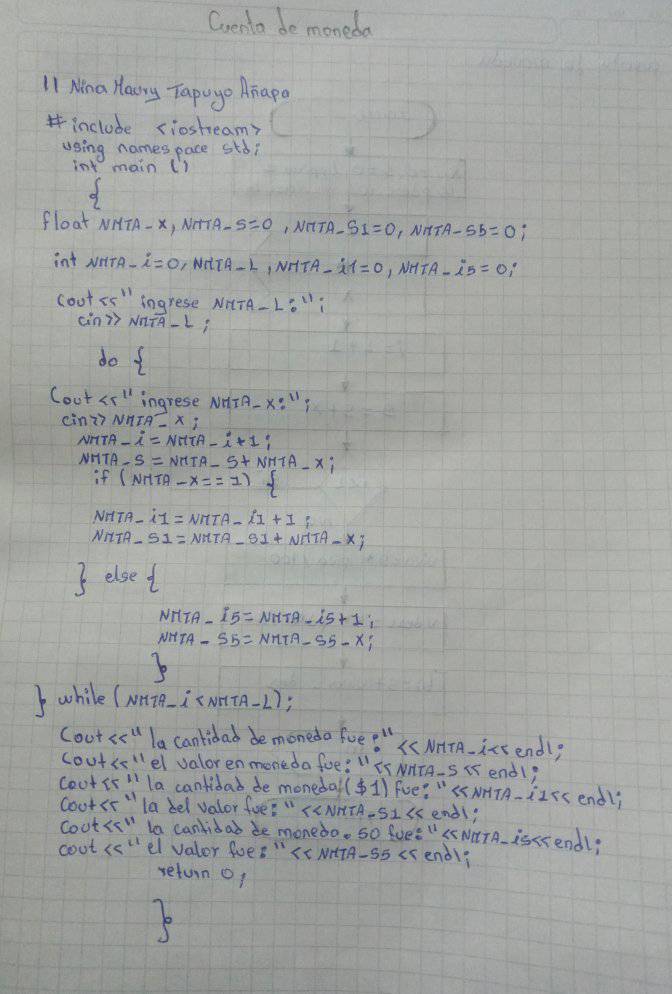 Cuenta de moneda
// Nina Maury Tapuyo Añapa
# include <iostream>
using namespace std;
int main ()
{
float NMTA_x, NMTA_S=0, NMTA_S1=0, NMTA_S5=0;
int NMTA_i=0, NMTA_L, NMTA_i1=0, NMTA_i5=0;
Cout<<"ingrese NMTA_L:";
cin>> NMTA_L;
do {
Cout<<"ingrese NMTA_x:";
cin>> NMTA_x;
NMTA_i = NMTA_i+1;
NMTA_S = NMTA_S+ NMTA_x;
if (NMTA_x==1) {
NMTA_i1 = NMTA_i1+1;
NMTA_S1 = NMTA_S1+ NMTA_x;
} else {
NMTA_i5 = NMTA_i5+1;
NMTA_S5 = NMTA_S5-x;
}
} while (NMTA_i<NMTA_L);
Cout<<"la cantidad de moneda fue:"<<NMTA_i<<endl;
Cout<<"el valor en moneda fue:"<<NMTA_S<<endl;
Cout<<"la cantidad de moneda ($1) fue:"<<NMTA_i1<<endl;
Cout<<"la del valor fue:"<<NMTA_S1<<endl;
Cout<<"la cantidad de moneda.50 fue:"<<NMTA_i5<<endl;
cout<<"el valor fue:"<<NMTA_S5<<endl;
return 0;
}